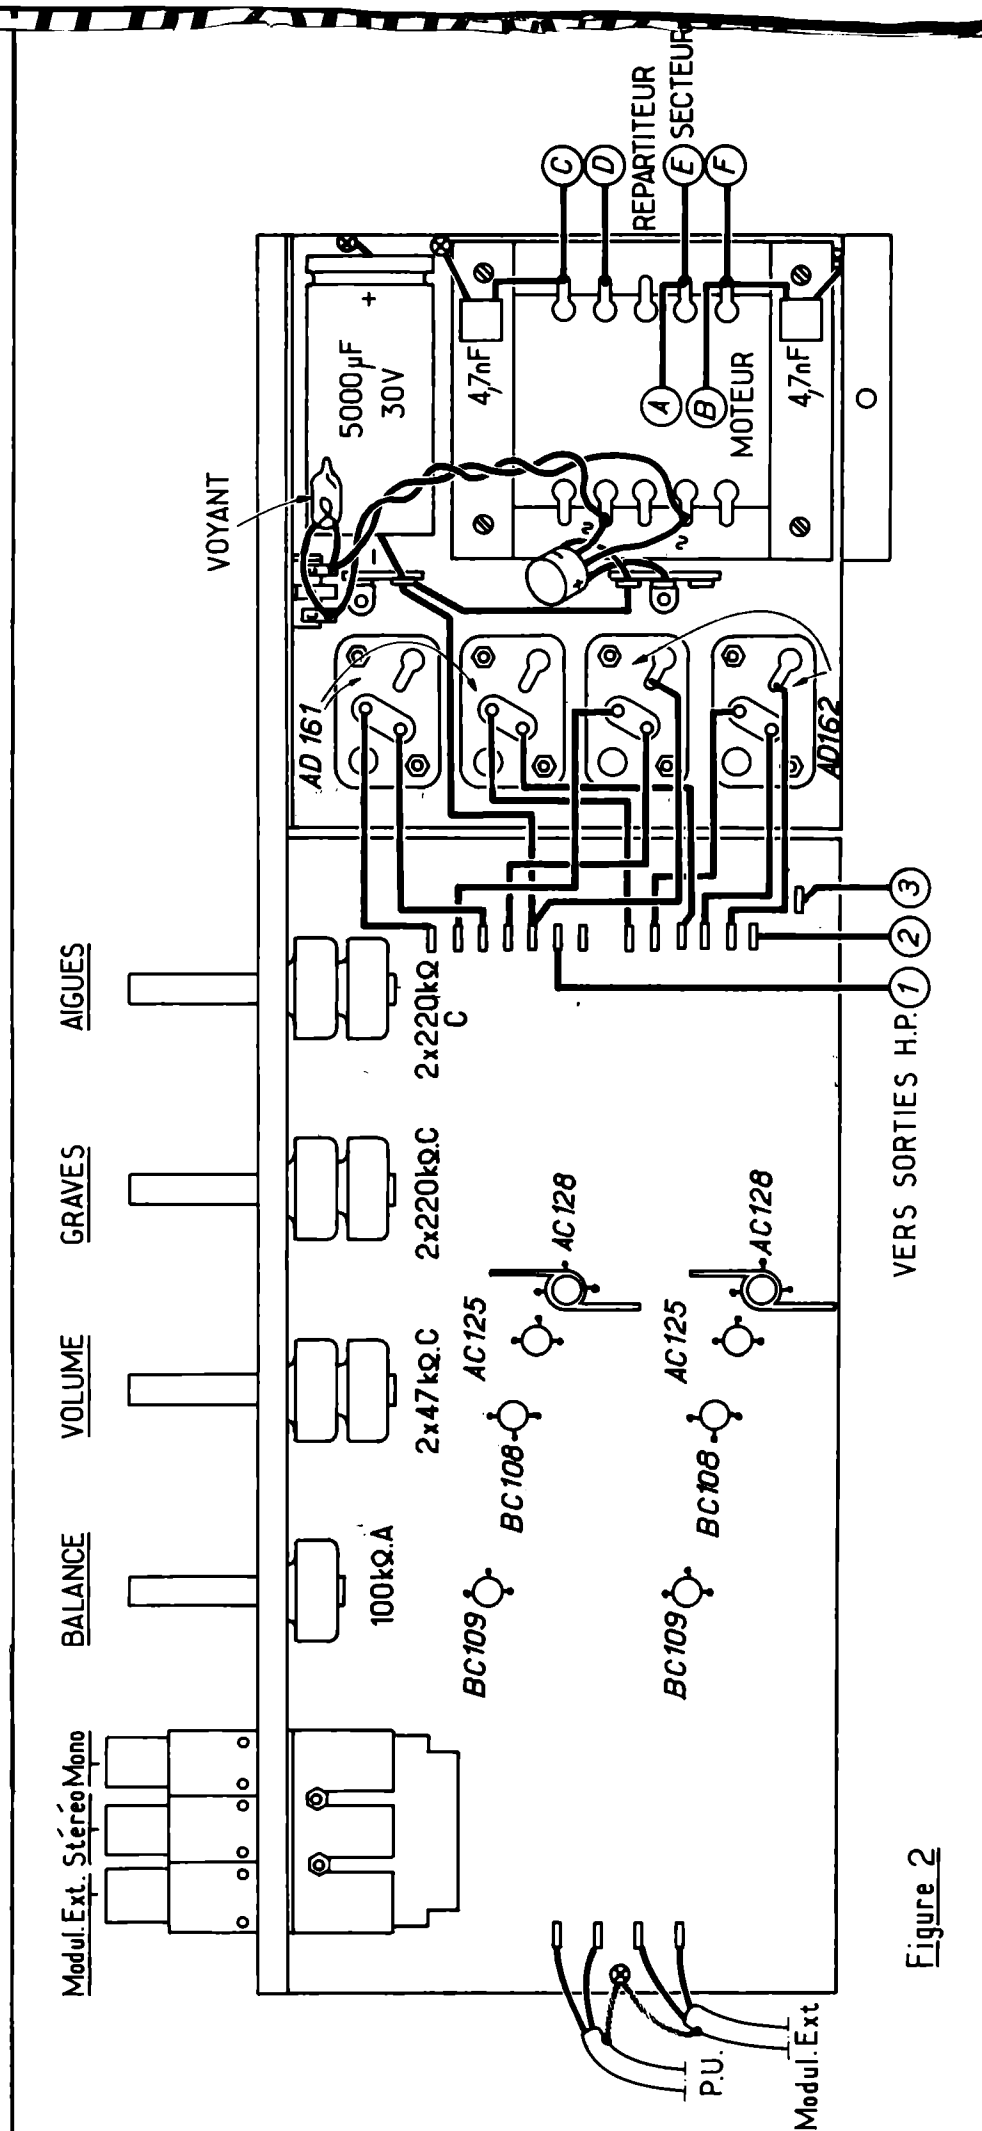 Modul.Ext. Stéréo Mono
BALANCE
VOLUME
GRAVES
AIGUES
VOYANT
100kΩ.A
2x47kΩ.C
2x220kΩ.C
2x220kΩ
C
AD 161
AD162
5000µF
30V
+
−
4,7nF
4,7nF
+
~
~
MOTEUR
A
B
C
D
E
F
REPARTITEUR
SECTEUR
BC109
BC108
AC125
AC128
BC109
BC108
AC125
AC128
P.U.
Modul.Ext
VERS SORTIES H.P.
1
2
3
Figure 2